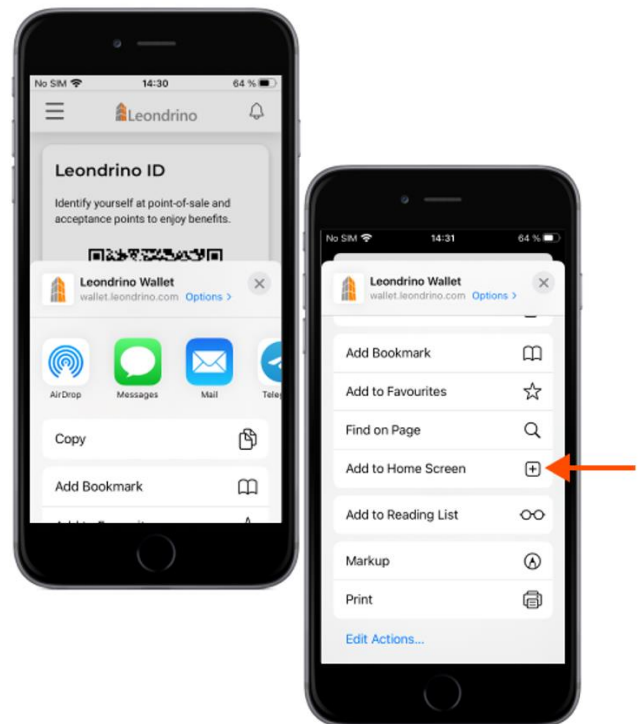 No SIM 14:30 64 %
Leondrino
Leondrino ID
Identify yourself at point-of-sale and
acceptance points to enjoy benefits.
Leondrino Wallet
wallet.leondrino.com Options >
AirDrop Messages Mail
Copy
Add Bookmark
No SIM 14:31 64 %
Leondrino Wallet
wallet.leondrino.com Options >
Add Bookmark
Add to Favourites
Find on Page
Add to Home Screen
Add to Reading List
Markup
Print
Edit Actions...